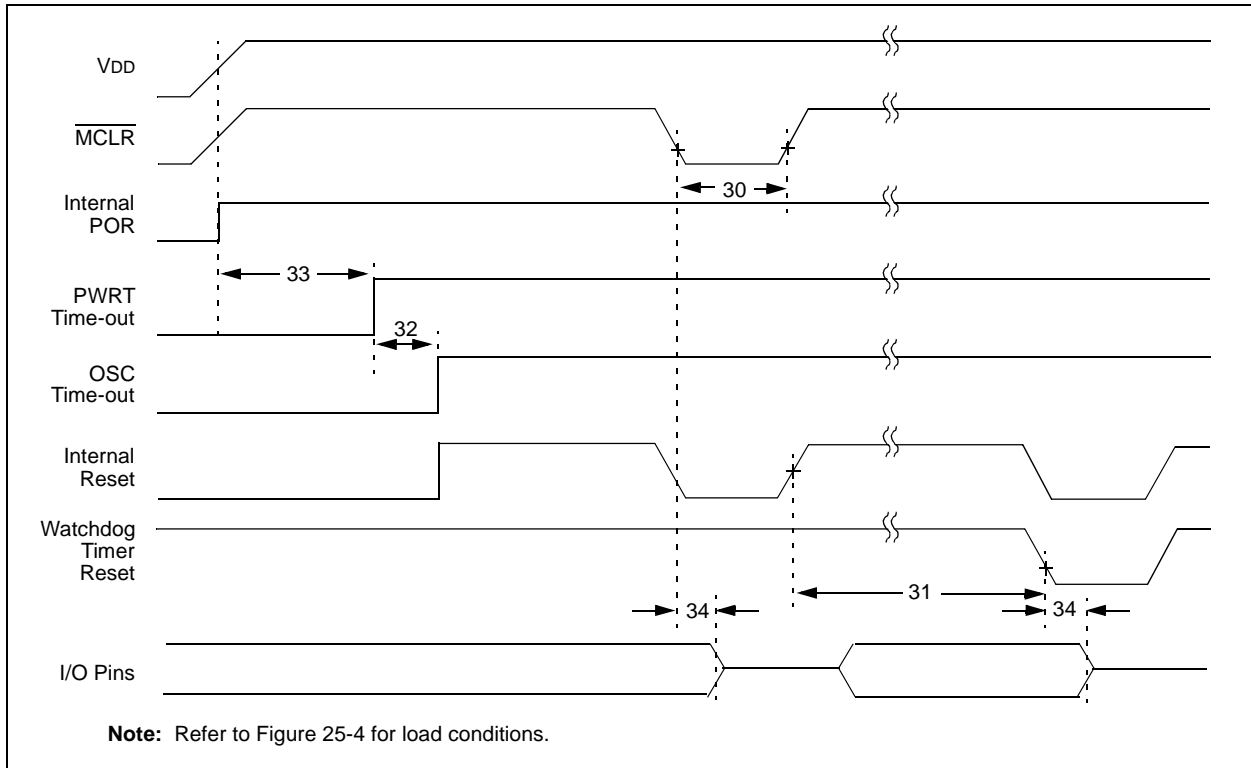 VDD
MCLR
30
Internal
POR
33
PWRT
Time-out
32
OSC
Time-out
Internal
Reset
Watchdog
Timer
Reset
31
34
34
I/O Pins
Note: Refer to Figure 25-4 for load conditions.